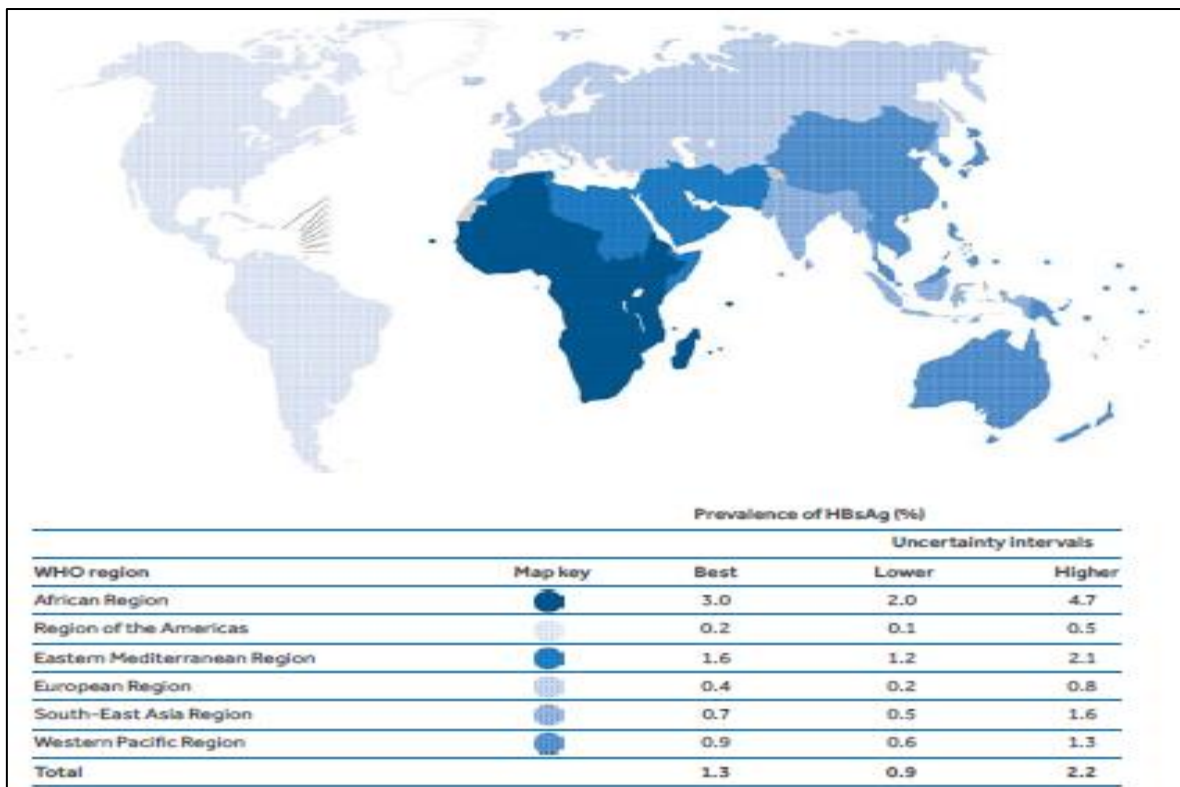 Prevalence of HBsAg (%)
Uncertainty intervals
WHO region Map key Best Lower Higher
African Region 3.0 2.0 4.7
Region of the Americas 0.2 0.1 0.5
Eastern Mediterranean Region 1.6 1.2 2.1
European Region 0.4 0.2 0.8
South-East Asia Region 0.7 0.5 1.6
Western Pacific Region 0.9 0.6 1.3
Total 1.3 0.9 2.2